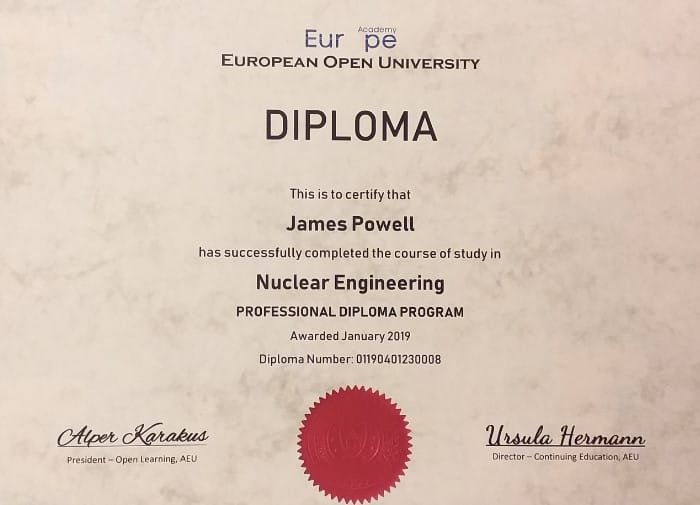 Academy
Eur pe
EUROPEAN OPEN UNIVERSITY
DIPLOMA
This is to certify that
James Powell
has successfully completed the course of study in
Nuclear Engineering
PROFESSIONAL DIPLOMA PROGRAM
Awarded January 2019
Diploma Number: 01190401230008
Alper Karakus
President – Open Learning, AEU
Ursula Hermann
Director – Continuing Education, AEU